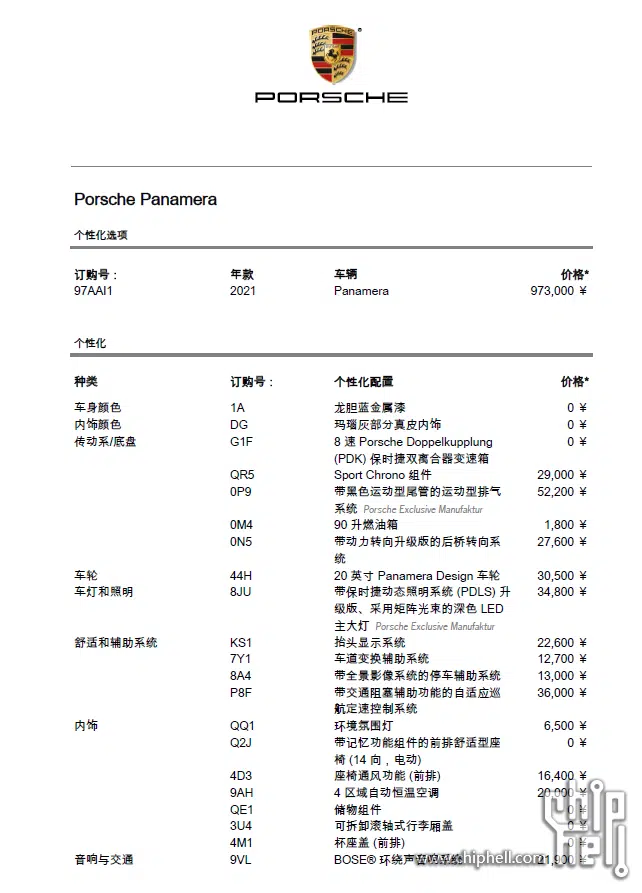 PORSCHE
PORSCHE
Porsche Panamera
个性化选项
订购号： 年款 车辆 价格*
97AAI1 2021 Panamera 973,000 ¥
个性化
种类 订购号： 个性化配置 价格*
车身颜色 1A 龙胆蓝金属漆 0 ¥
内饰颜色 DG 玛瑙灰部分真皮内饰 0 ¥
传动系/底盘 G1F 8 速 Porsche Doppelkupplung 0 ¥
(PDK) 保时捷双离合器变速箱
QR5 Sport Chrono 组件 29,000 ¥
0P9 带黑色运动型尾管的运动型排气 52,200 ¥
系统 Porsche Exclusive Manufaktur
0M4 90 升燃油箱 1,800 ¥
0N5 带动力转向升级版的后桥转向系 27,600 ¥
统
车轮 44H 20 英寸 Panamera Design 车轮 30,500 ¥
车灯和照明 8JU 带保时捷动态照明系统 (PDLS) 升 34,800 ¥
级版、采用矩阵光束的深色 LED
主大灯 Porsche Exclusive Manufaktur
舒适和辅助系统 KS1 抬头显示系统 22,600 ¥
7Y1 车道变换辅助系统 12,700 ¥
8A4 带全景影像系统的停车辅助系统 13,000 ¥
P8F 带交通阻塞辅助功能的自适应巡 36,000 ¥
航定速控制系统
内饰 QQ1 环境氛围灯 6,500 ¥
Q2J 带记忆功能组件的前排舒适型座 0 ¥
椅 (14 向，电动)
4D3 座椅通风功能 (前排) 16,400 ¥
9AH 4 区域自动恒温空调 20,000 ¥
QE1 储物组件 0 ¥
3U4 可拆卸滚轴式行李厢盖 0 ¥
4M1 杯座盖 (前排) 0 ¥
音响与交通 9VL BOSE® 环绕声音响系统 21,900 ¥
www.chiphell.com
chip
hell